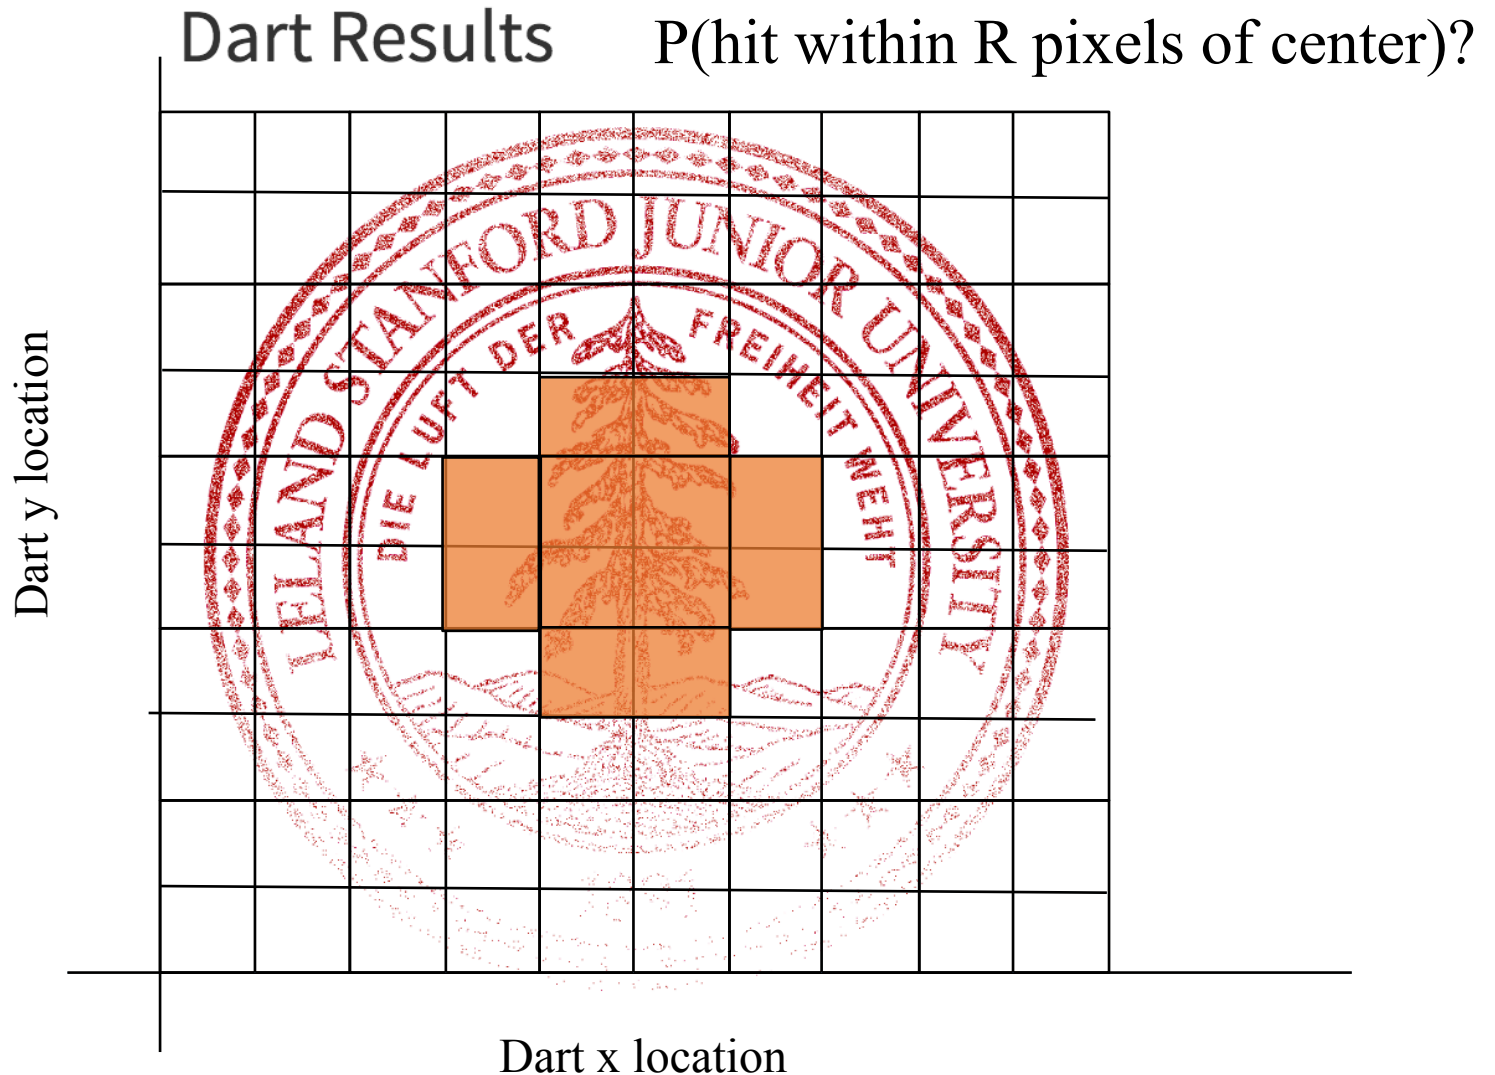 Dart Results
P(hit within R pixels of center)?
LELAND STANFORD JUNIOR UNIVERSITY
DIE LUFT DER FREIHEIT WEHT
Dart y location
Dart x location